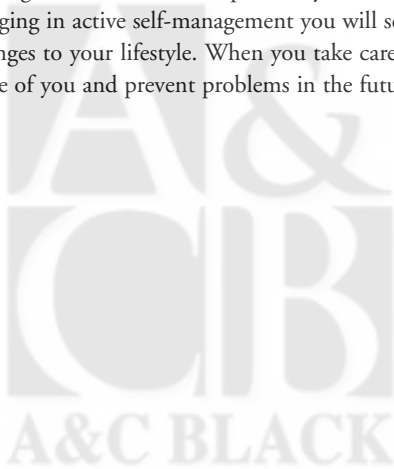 ging in active self-management you will
nges to your lifestyle. When you take care
e of you and prevent problems in the futu
A&
CB
A&C BLACK